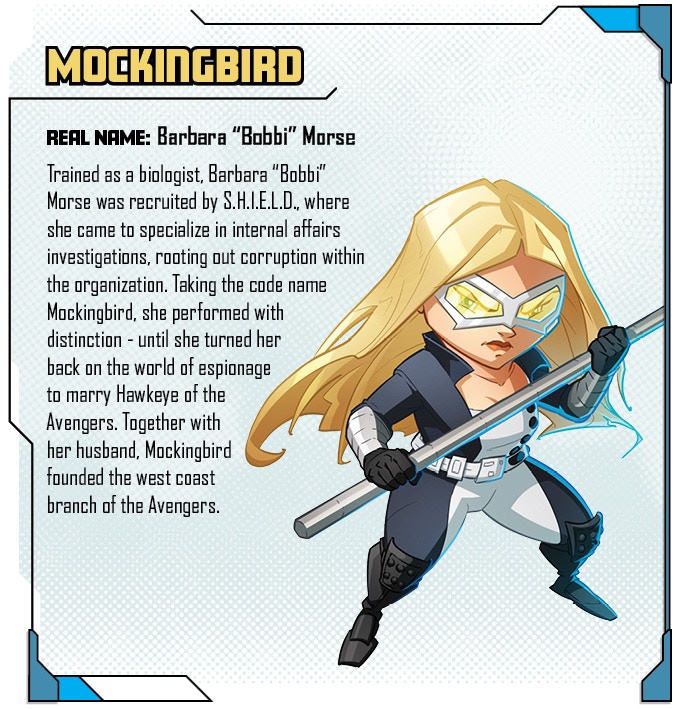 MOCKINGBIRD
REAL NAME: Barbara “Bobbi” Morse
Trained as a biologist, Barbara “Bobbi”
Morse was recruited by S.H.I.E.L.D., where
she came to specialize in internal affairs
investigations, rooting out corruption within
the organization. Taking the code name
Mockingbird, she performed with
distinction - until she turned her
back on the world of espionage
to marry Hawkeye of the
Avengers. Together with
her husband, Mockingbird
founded the west coast
branch of the Avengers.